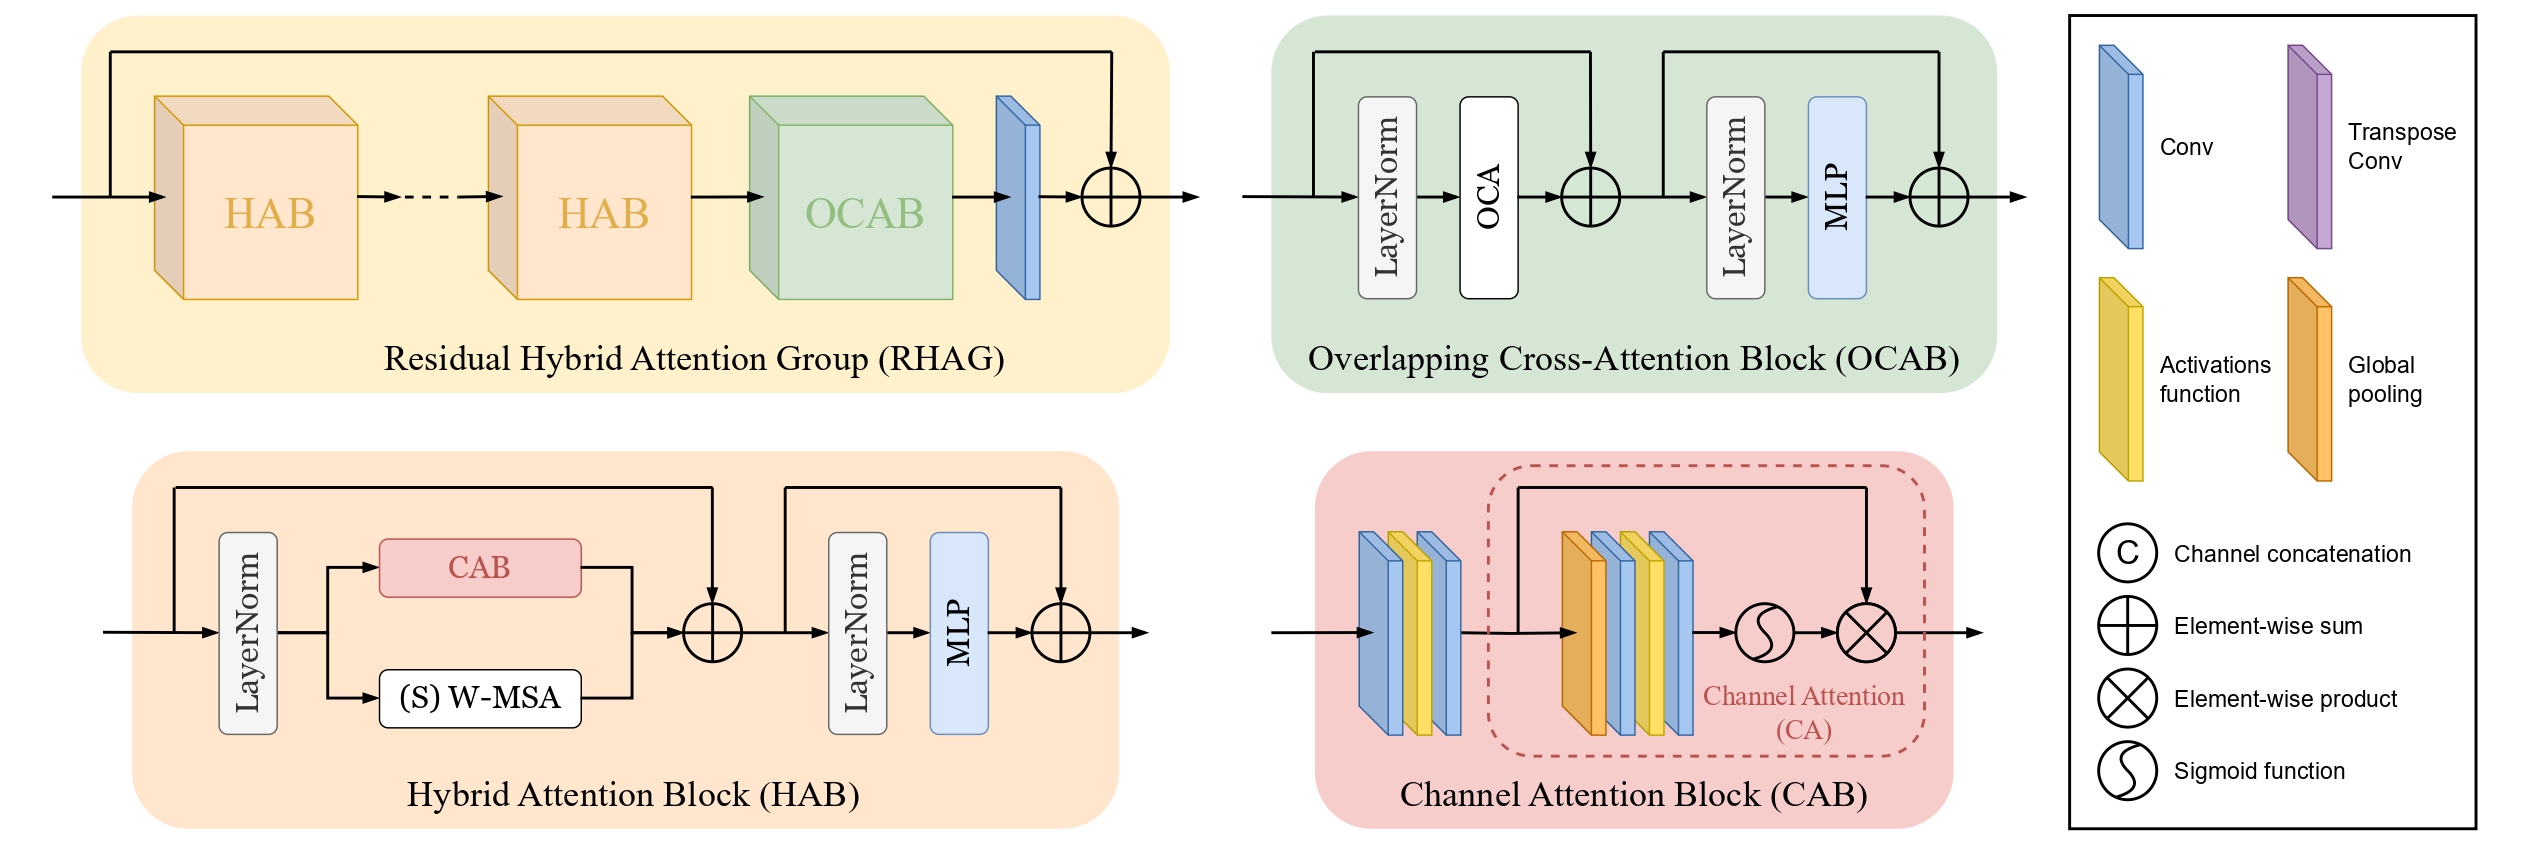 HAB
HAB
OCAB
Residual Hybrid Attention Group (RHAG)
LayerNorm
OCA
LayerNorm
MLP
Overlapping Cross-Attention Block (OCAB)
LayerNorm
CAB
(S) W-MSA
LayerNorm
MLP
Hybrid Attention Block (HAB)
Channel Attention
(CA)
Channel Attention Block (CAB)
Conv
Transpose
Conv
Activations
function
Global
pooling
C
Channel concatenation
Element-wise sum
Element-wise product
Sigmoid function